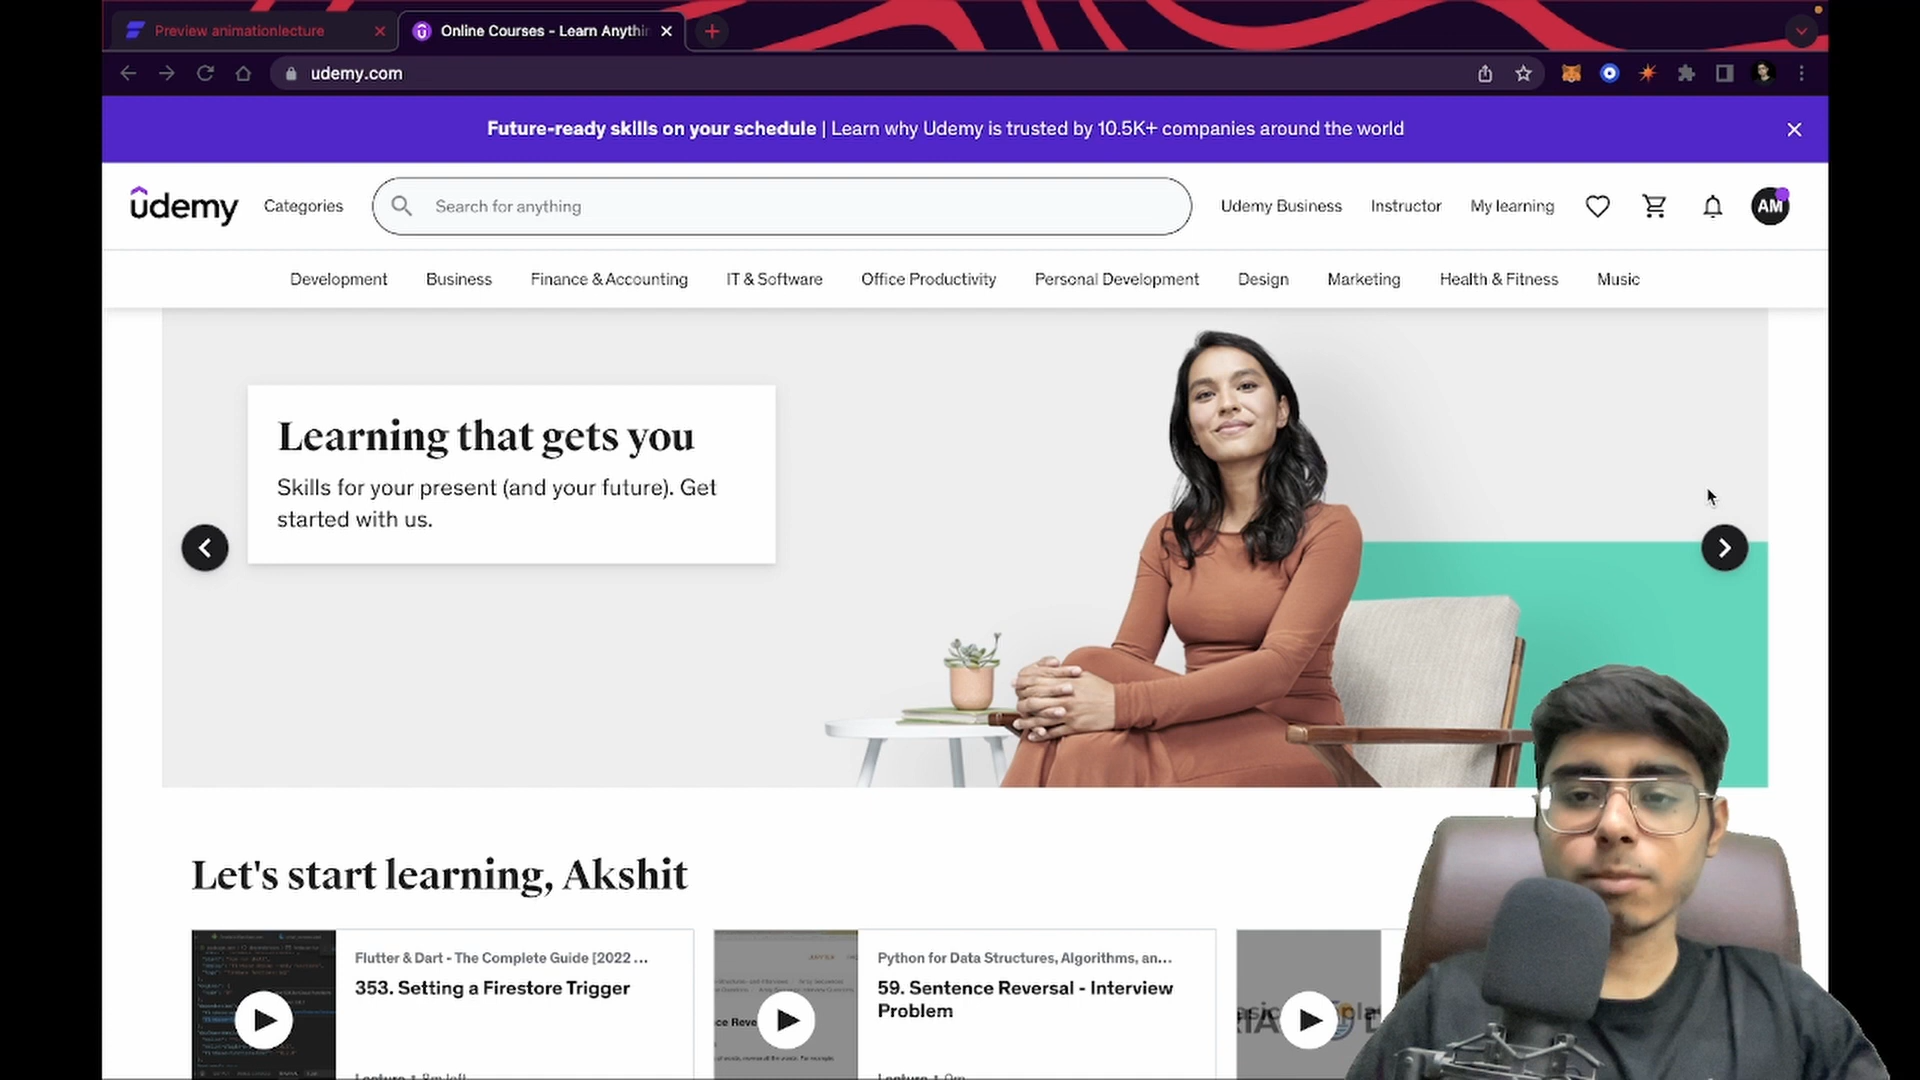 Preview animationlecture
Online Courses - Learn Anythin
udemy.com
Future-ready skills on your schedule | Learn why Udemy is trusted by 10.5K+ companies around the world
udemy
Categories
Search for anything
Udemy Business
Instructor
My learning
AM
Development
Business
Finance & Accounting
IT & Software
Office Productivity
Personal Development
Design
Marketing
Health & Fitness
Music
Learning that gets you
Skills for your present (and your future). Get
started with us.
Let's start learning, Akshit
Flutter & Dart - The Complete Guide [2022 ...
353. Setting a Firestore Trigger
Python for Data Structures, Algorithms, an...
59. Sentence Reversal - Interview
Problem